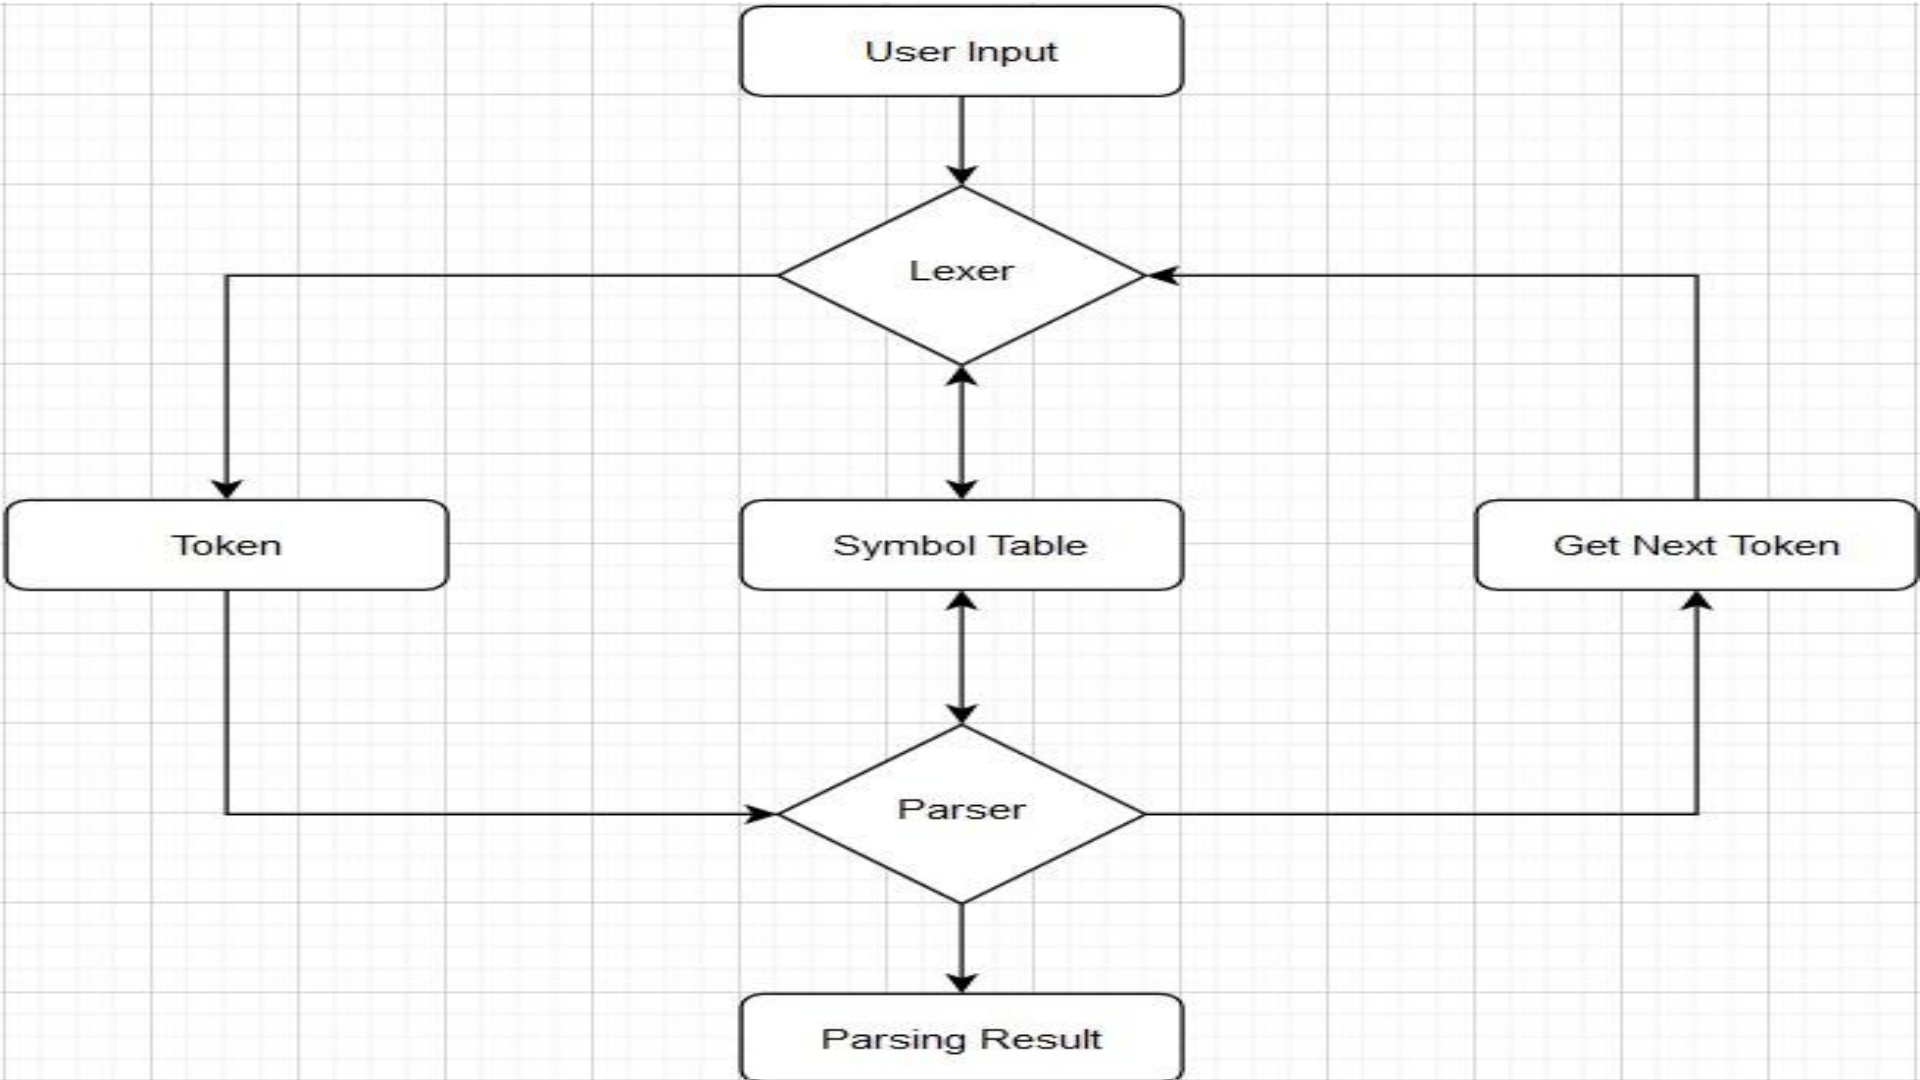 User Input
Lexer
Token
Symbol Table
Get Next Token
Parser
Parsing Result